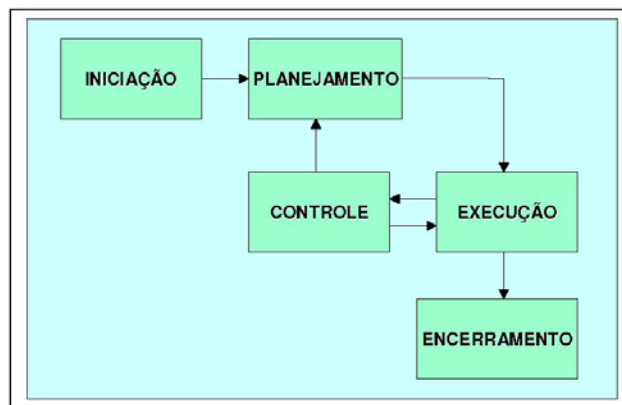 INICIAÇÃO
PLANEJAMENTO
CONTROLE
EXECUÇÃO
ENCERRAMENTO